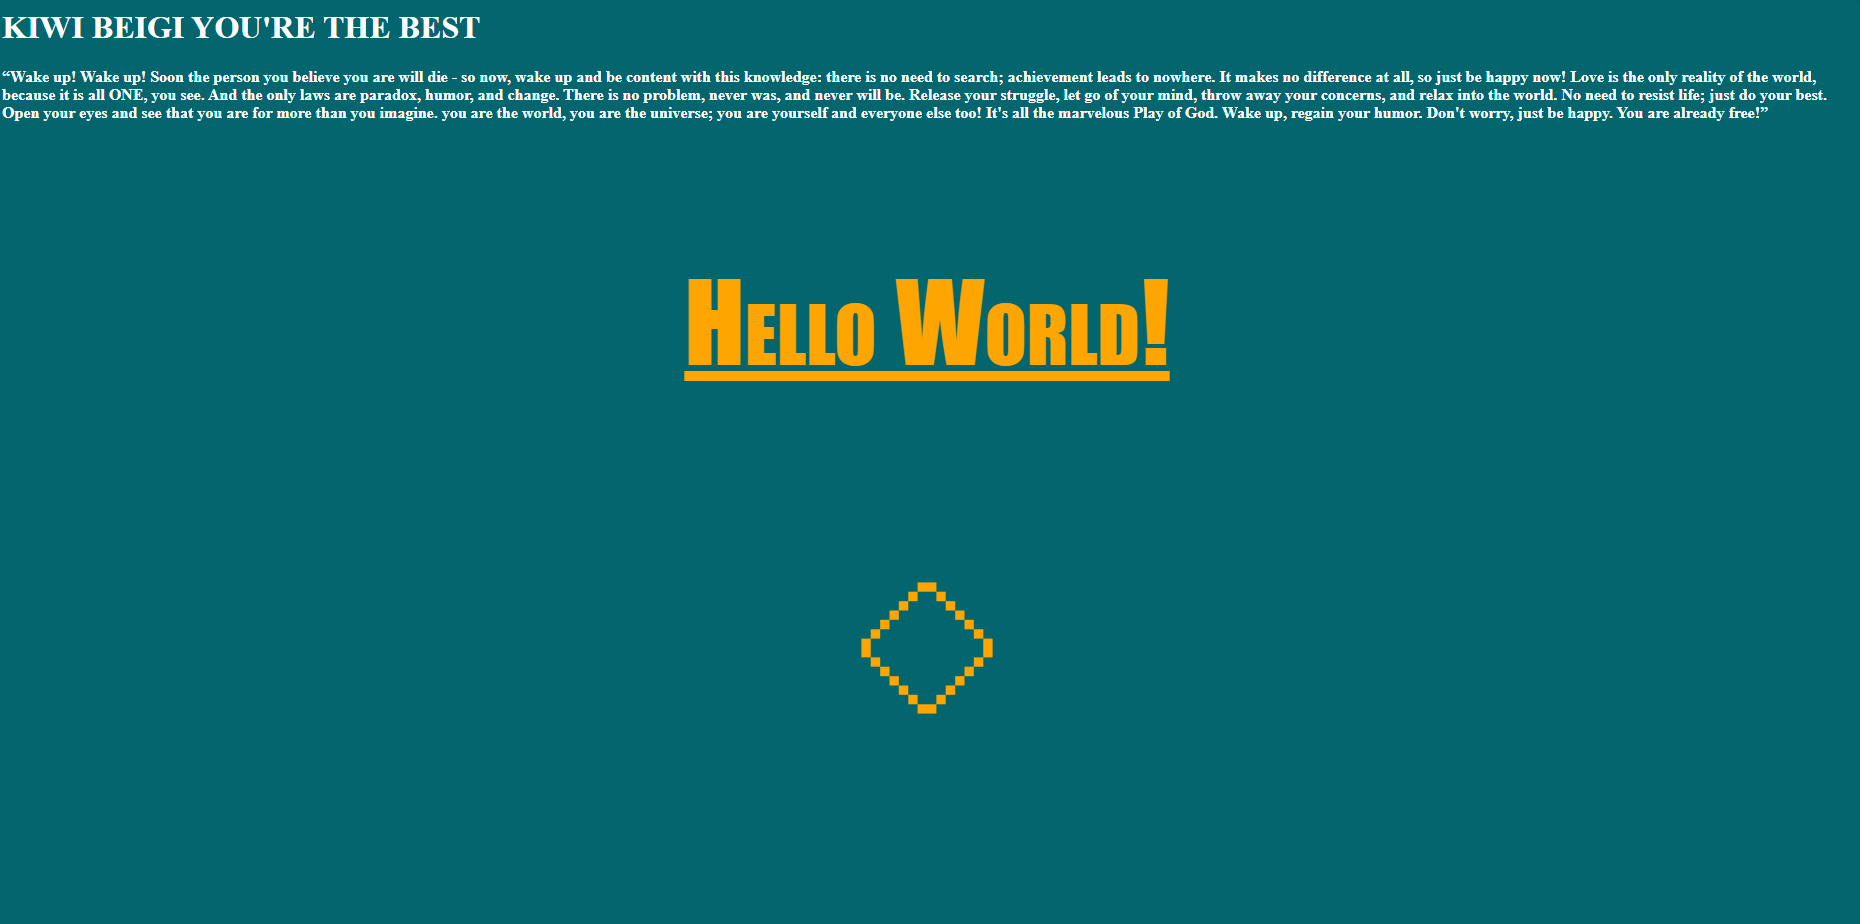 KIWI BEIGI YOU'RE THE BEST
“Wake up! Wake up! Soon the person you believe you are will die - so now, wake up and be content with this knowledge: there is no need to search; achievement leads to nowhere. It makes no difference at all, so just be happy now! Love is the only reality of the world,
because it is all ONE, you see. And the only laws are paradox, humor, and change. There is no problem, never was, and never will be. Release your struggle, let go of your mind, throw away your concerns, and relax into the world. No need to resist life; just do your best.
Open your eyes and see that you are for more than you imagine. you are the world, you are the universe; you are yourself and everyone else too! It's all the marvelous Play of God. Wake up, regain your humor. Don't worry, just be happy. You are already free!”
Hello World!